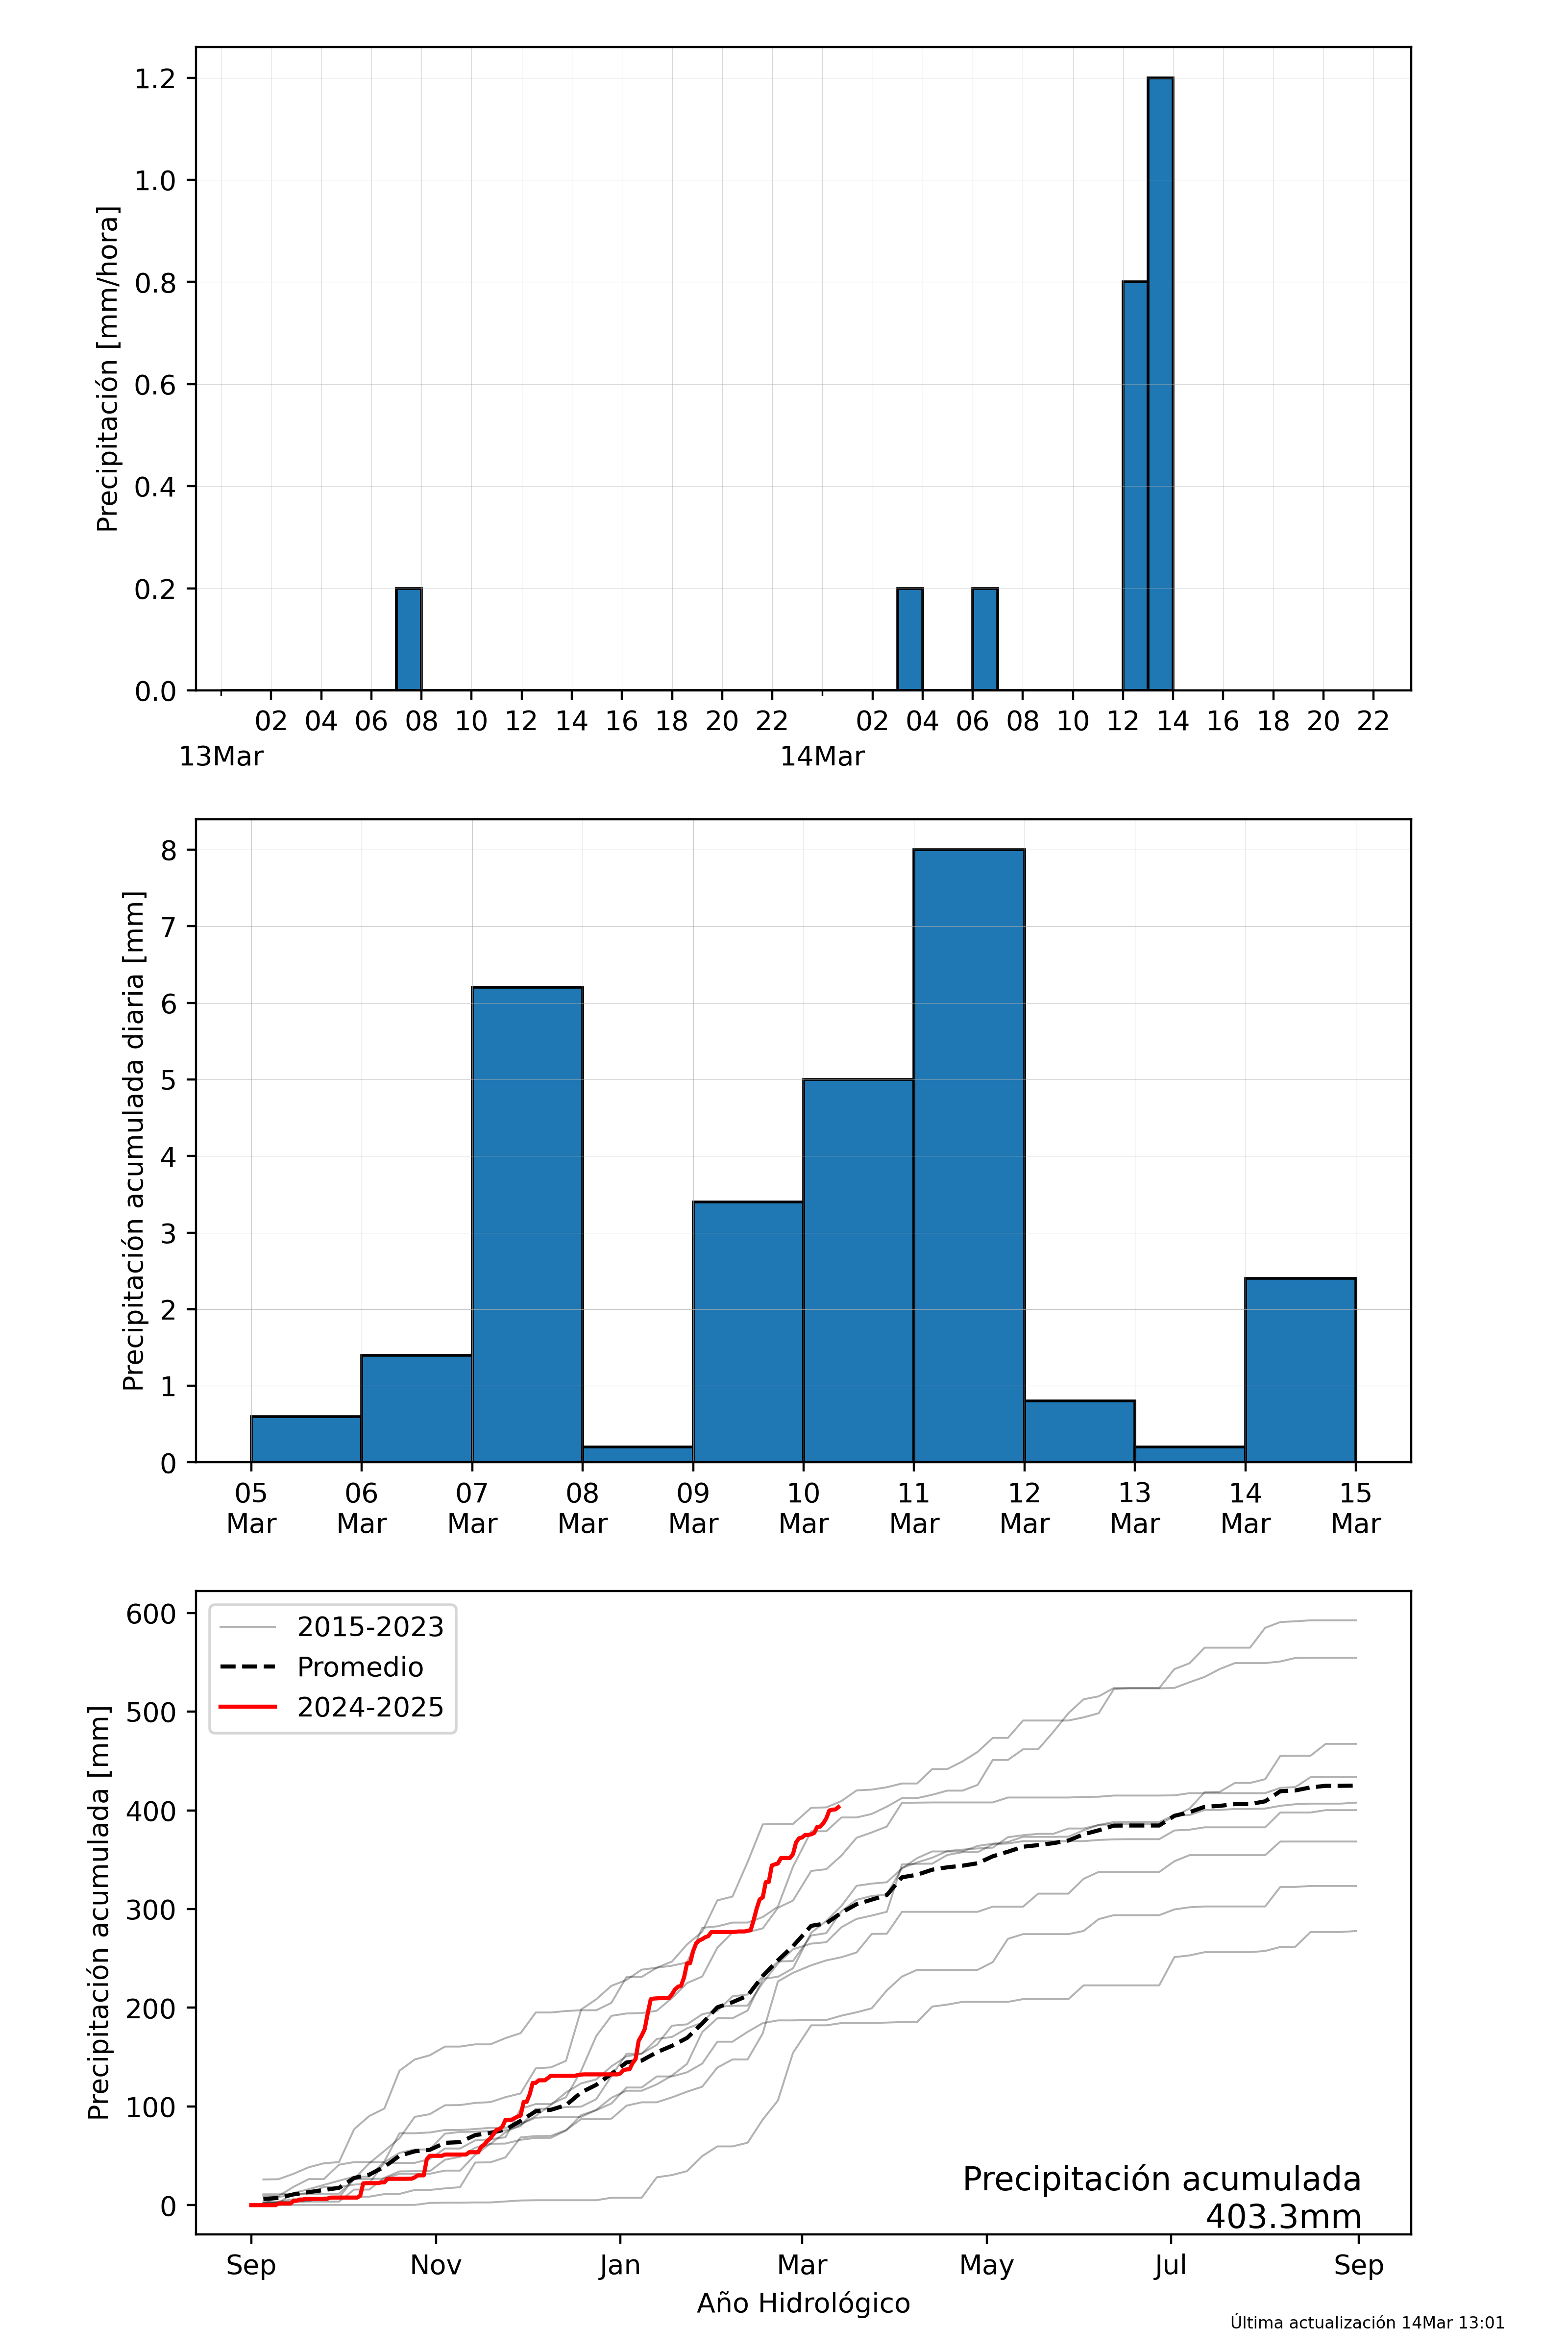 Precipitación [mm/hora]
1.2
1.0
0.8
0.6
0.4
0.2
0.0
02 04 06 08 10 12 14 16 18 20 22 02 04 06 08 10 12 14 16 18 20 22
13Mar 14Mar
Precipitación acumulada diaria [mm]
8
7
6
5
4
3
2
1
0
05 06 07 08 09 10 11 12 13 14 15
Mar Mar Mar Mar Mar Mar Mar Mar Mar Mar Mar
Precipitación acumulada [mm]
600
500
400
300
200
100
0
2015-2023
Promedio
2024-2025
Precipitación acumulada
403.3mm
Sep Nov Jan Mar May Jul Sep
Año Hidrológico
Última actualización 14Mar 13:01